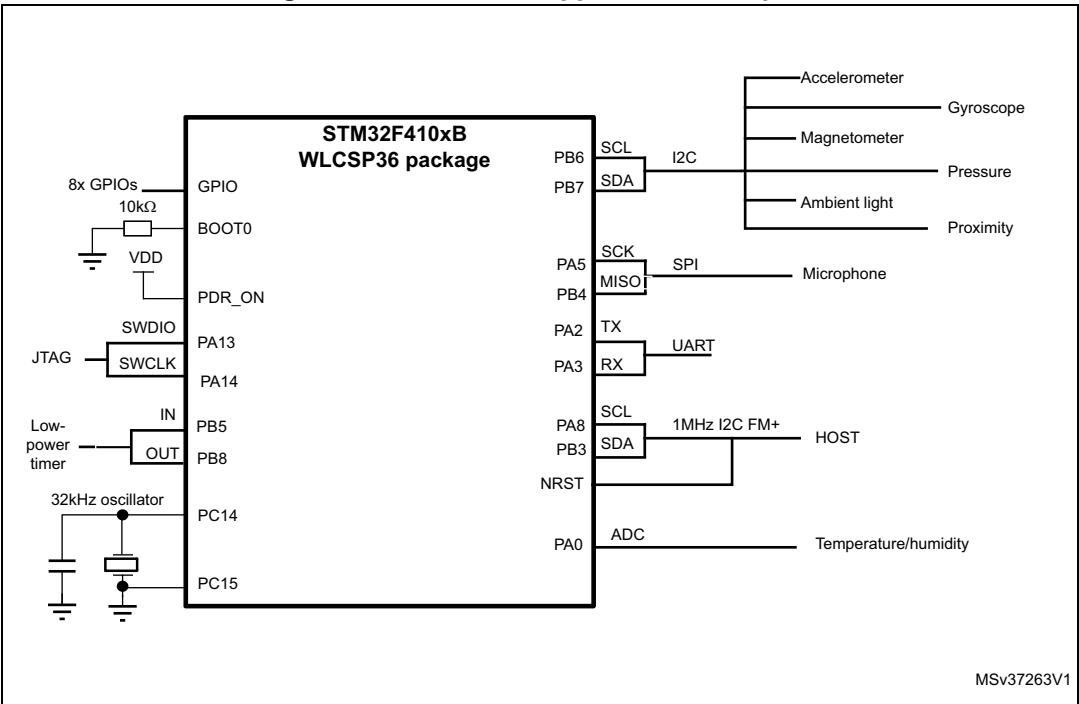 STM32F410xB
WLCSP36 package
8x GPIOs
GPIO
10kΩ
BOOT0
VDD
PDR_ON
SWDIO
PA13
JTAG
SWCLK
PA14
IN
PB5
Low-
power
timer
OUT
PB8
32kHz oscillator
PC14
PC15
PB6
SCL
I2C
PB7
SDA
Accelerometer
Gyroscope
Magnetometer
Pressure
Ambient light
Proximity
PA5
SCK
SPI
PB4
MISO
Microphone
PA2
TX
UART
PA3
RX
PA8
SCL
1MHz I2C FM+
HOST
PB3
SDA
NRST
PA0
ADC
Temperature/humidity
MSv37263V1